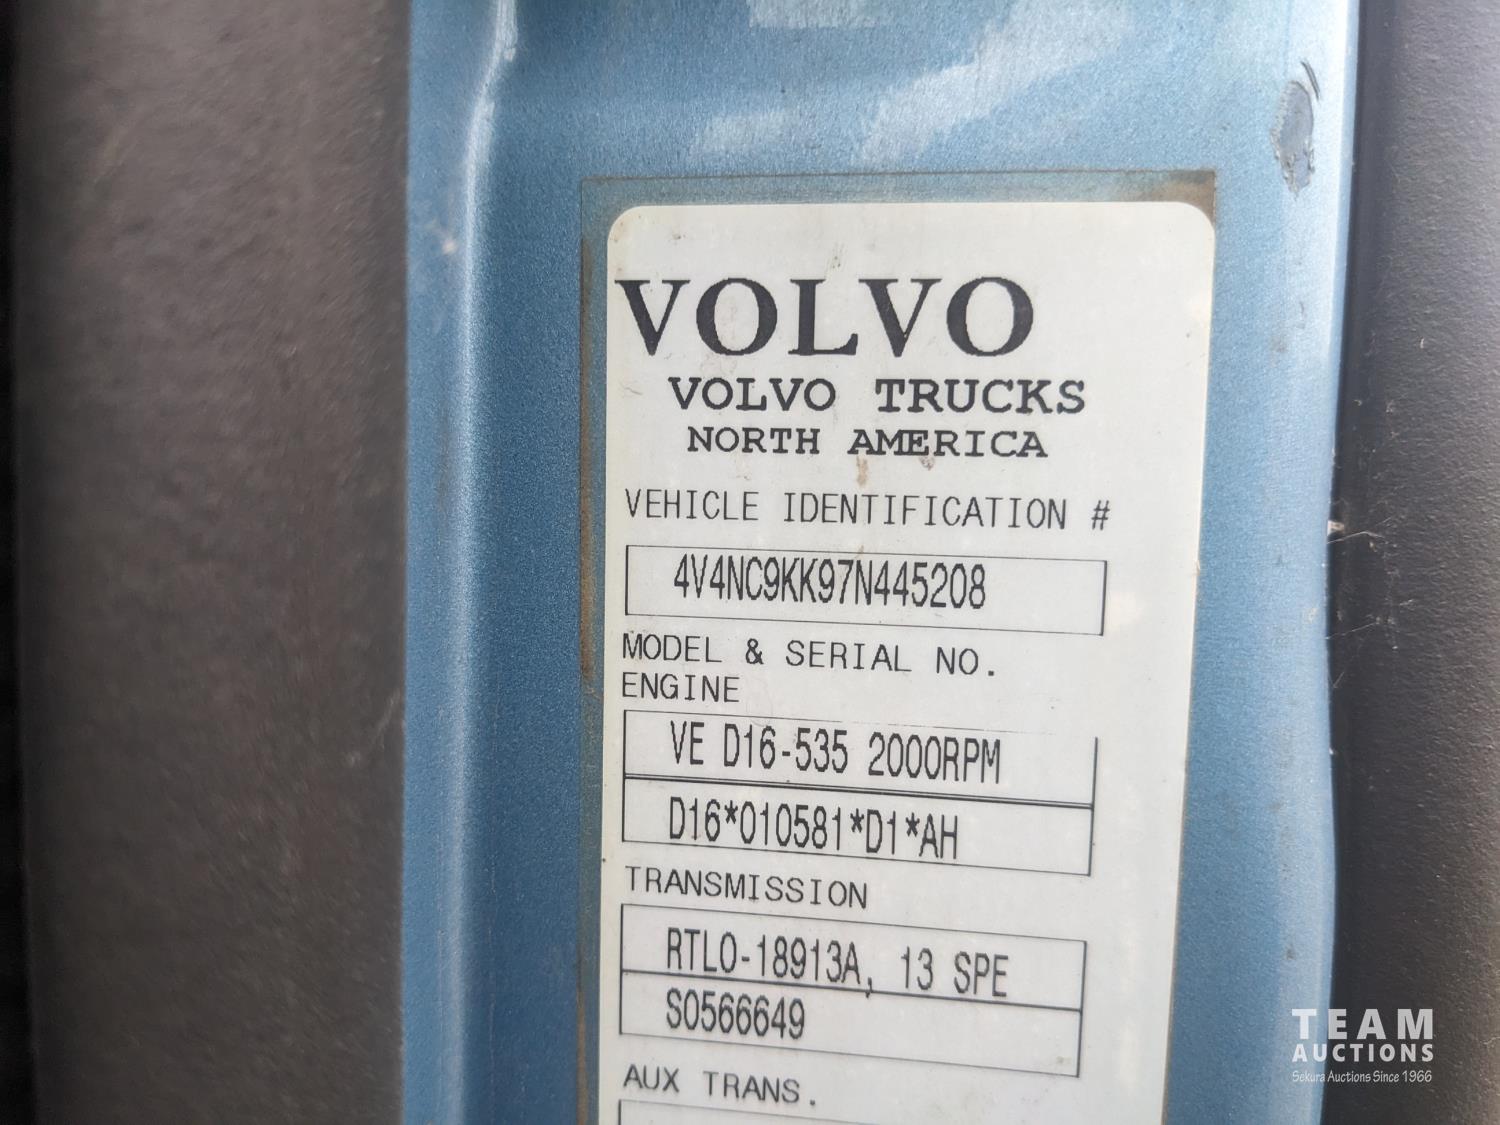 VOLVO
VOLVO TRUCKS
NORTH AMERICA
VEHICLE IDENTIFICATION #
4V4NC9KK97N445208
MODEL & SERIAL NO.
ENGINE
VE D16-535 2000RPM
D16*010581*D1*AH
TRANSMISSION
RTLO-18913A, 13 SPE
S0566649
AUX TRANS.
TEAM
AUCTIONS
Sekura Auctions Since 1966